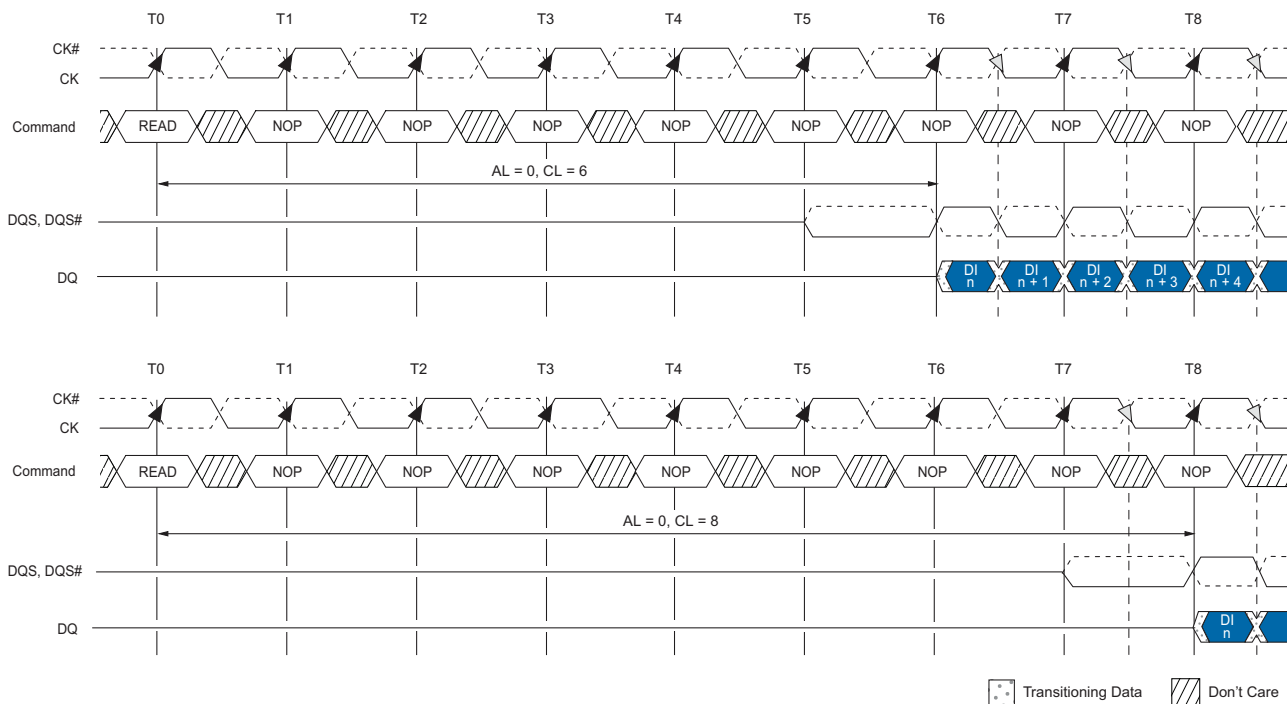 T0 T1 T2 T3 T4 T5 T6 T7 T8
CK#
CK
Command READ NOP NOP NOP NOP NOP NOP NOP NOP
AL = 0, CL = 6
DQS, DQS#
DQ DI n DI n + 1 DI n + 2 DI n + 3 DI n + 4
T0 T1 T2 T3 T4 T5 T6 T7 T8
CK#
CK
Command READ NOP NOP NOP NOP NOP NOP NOP NOP
AL = 0, CL = 8
DQS, DQS#
DQ DI n
Transitioning Data Don't Care